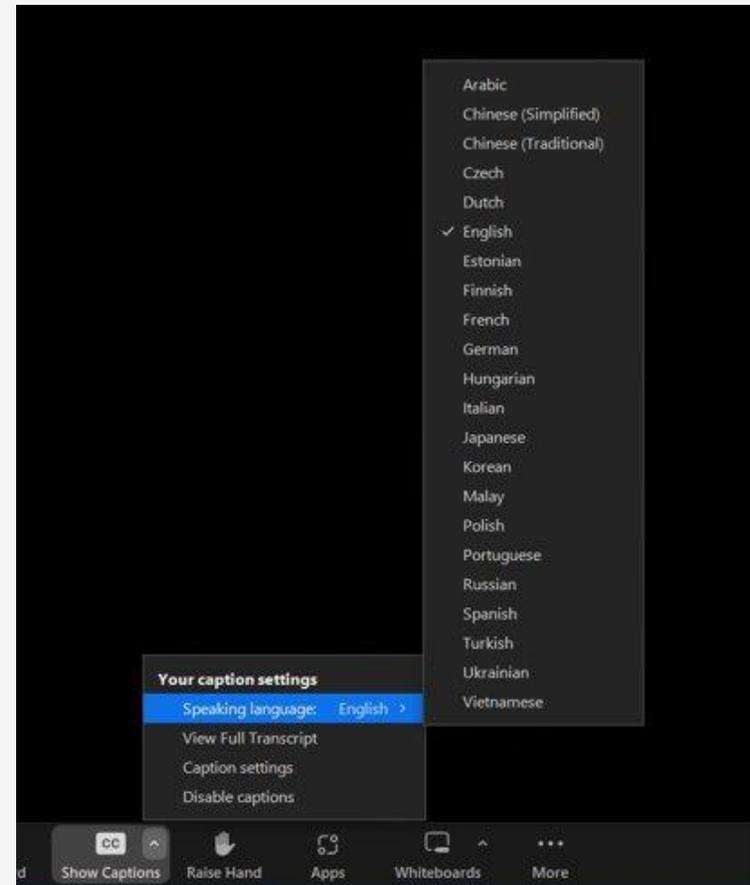 Arabic
Chinese (Simplified)
Chinese (Traditional)
Czech
Dutch
English
Estonian
Finnish
French
German
Hungarian
Italian
Japanese
Korean
Malay
Polish
Portuguese
Russian
Spanish
Turkish
Ukrainian
Vietnamese
Your caption settings
Speaking language: English
View Full Transcript
Caption settings
Disable captions
CC
d Show Captions Raise Hand Apps Whiteboards More